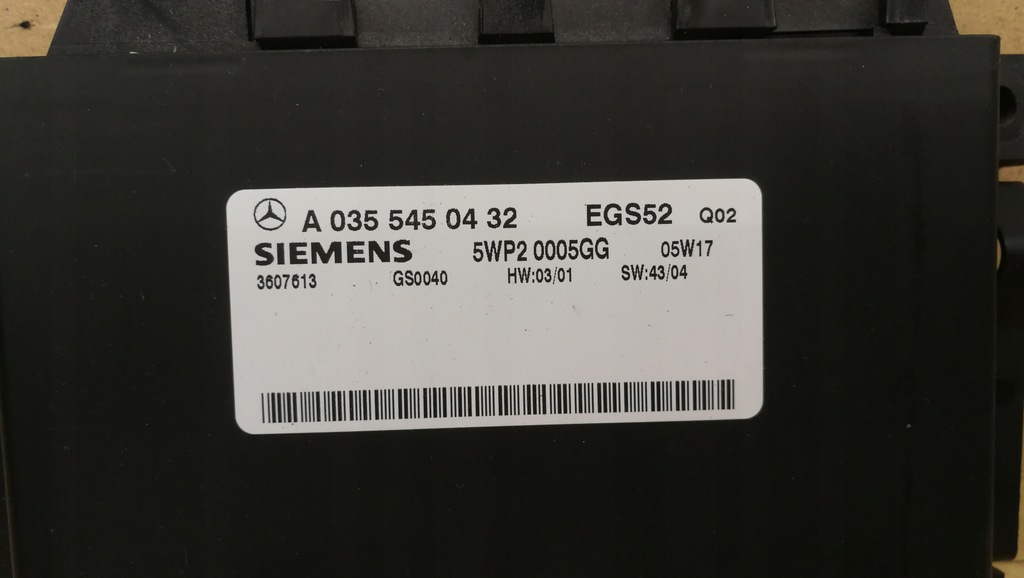 A 035 545 04 32 EGS52 Q02
SIEMENS 5WP2 0005GG 05W17
3607613 GS0040 HW:03/01 SW:43/04